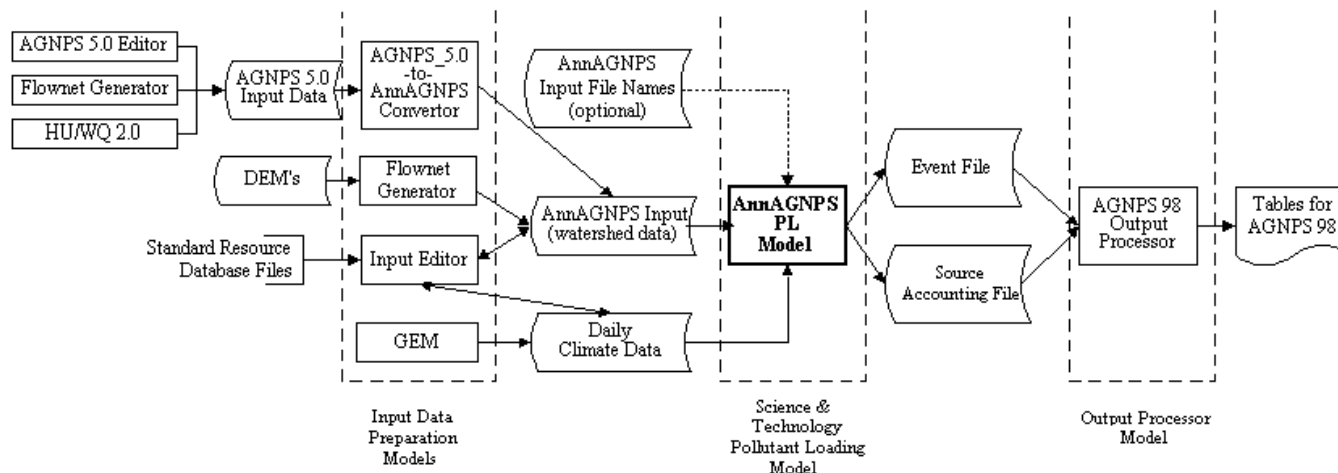 AGNPS 5.0 Editor
Flownet Generator
HU/WQ 2.0
AGNPS 5.0
Input Data
AGNPS_5.0
-to-
AnnAGNPS
Convertor
AnnAGNPS
Input File Names
(optional)
DEM's
Flownet
Generator
Standard Resource
Database Files
Input Editor
AnnAGNPS Input
(watershed data)
GEM
Daily
Climate Data
AnnAGNPS
PL
Model
Event File
Source
Accounting File
AGNPS 98
Output
Processor
Tables for
AGNPS 98
Input Data
Preparation
Models
Science &
Technology
Pollutant Loading
Model
Output Processor
Model